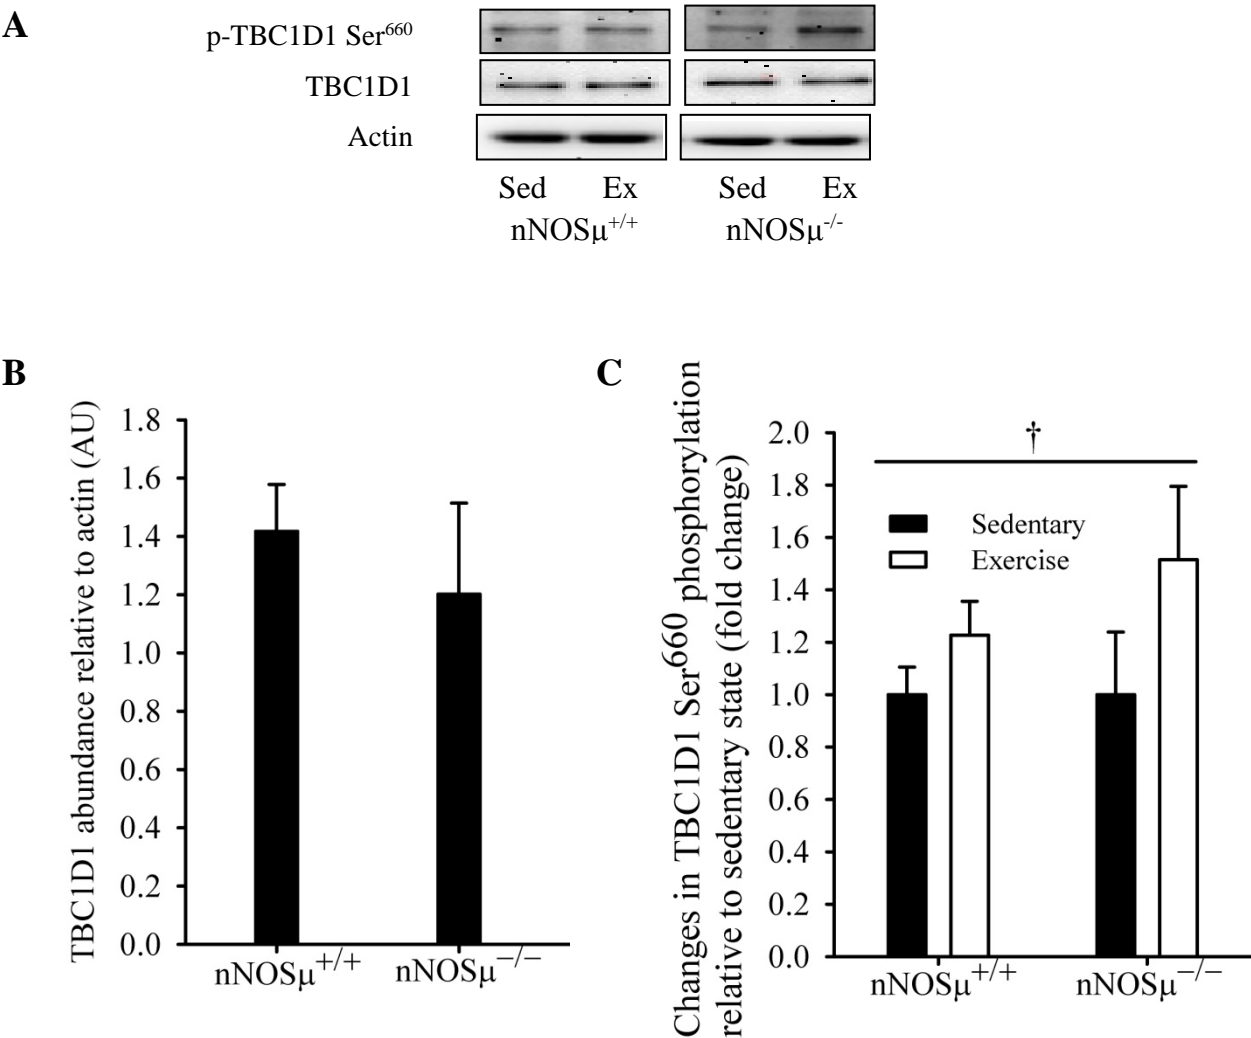 A
p-TBC1D1 Ser660
TBC1D1
Actin
Sed Ex Sed Ex
nNOSμ+/+ nNOSμ-/-
B
TBC1D1 abundance relative to actin (AU)
1.8
1.6
1.4
1.2
1.0
0.8
0.6
0.4
0.2
0.0
nNOSμ+/+ nNOSμ−/−
C
Changes in TBC1D1 Ser660 phosphorylation
relative to sedentary state (fold change)
2.0
1.8
1.6
1.4
1.2
1.0
0.8
0.6
0.4
0.2
0.0
†
Sedentary
Exercise
nNOSμ+/+ nNOSμ−/−